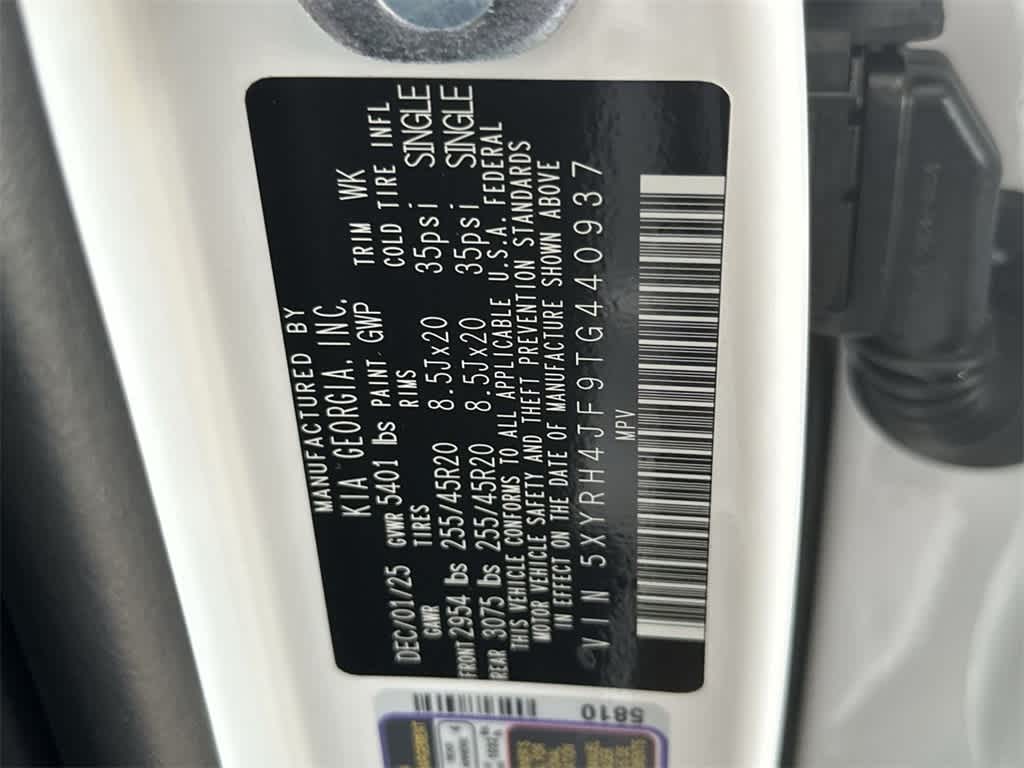 MANUFACTURED BY
KIA GEORGIA, INC.
DEC/01/25 GVWR 5401 lbs PAINT GWP TRIM WK
GAWR TIRES RIMS COLD TIRE INFL
FRONT 2954 lbs 255/45R20 8.5Jx20 35psi SINGLE
REAR 3075 lbs 255/45R20 8.5Jx20 35psi SINGLE
THIS VEHICLE CONFORMS TO ALL APPLICABLE U.S.A. FEDERAL
MOTOR VEHICLE SAFETY AND THEFT PREVENTION STANDARDS
IN EFFECT ON THE DATE OF MANUFACTURE SHOWN ABOVE
VIN 5XYRH4JF9TG440937
MPV
5810